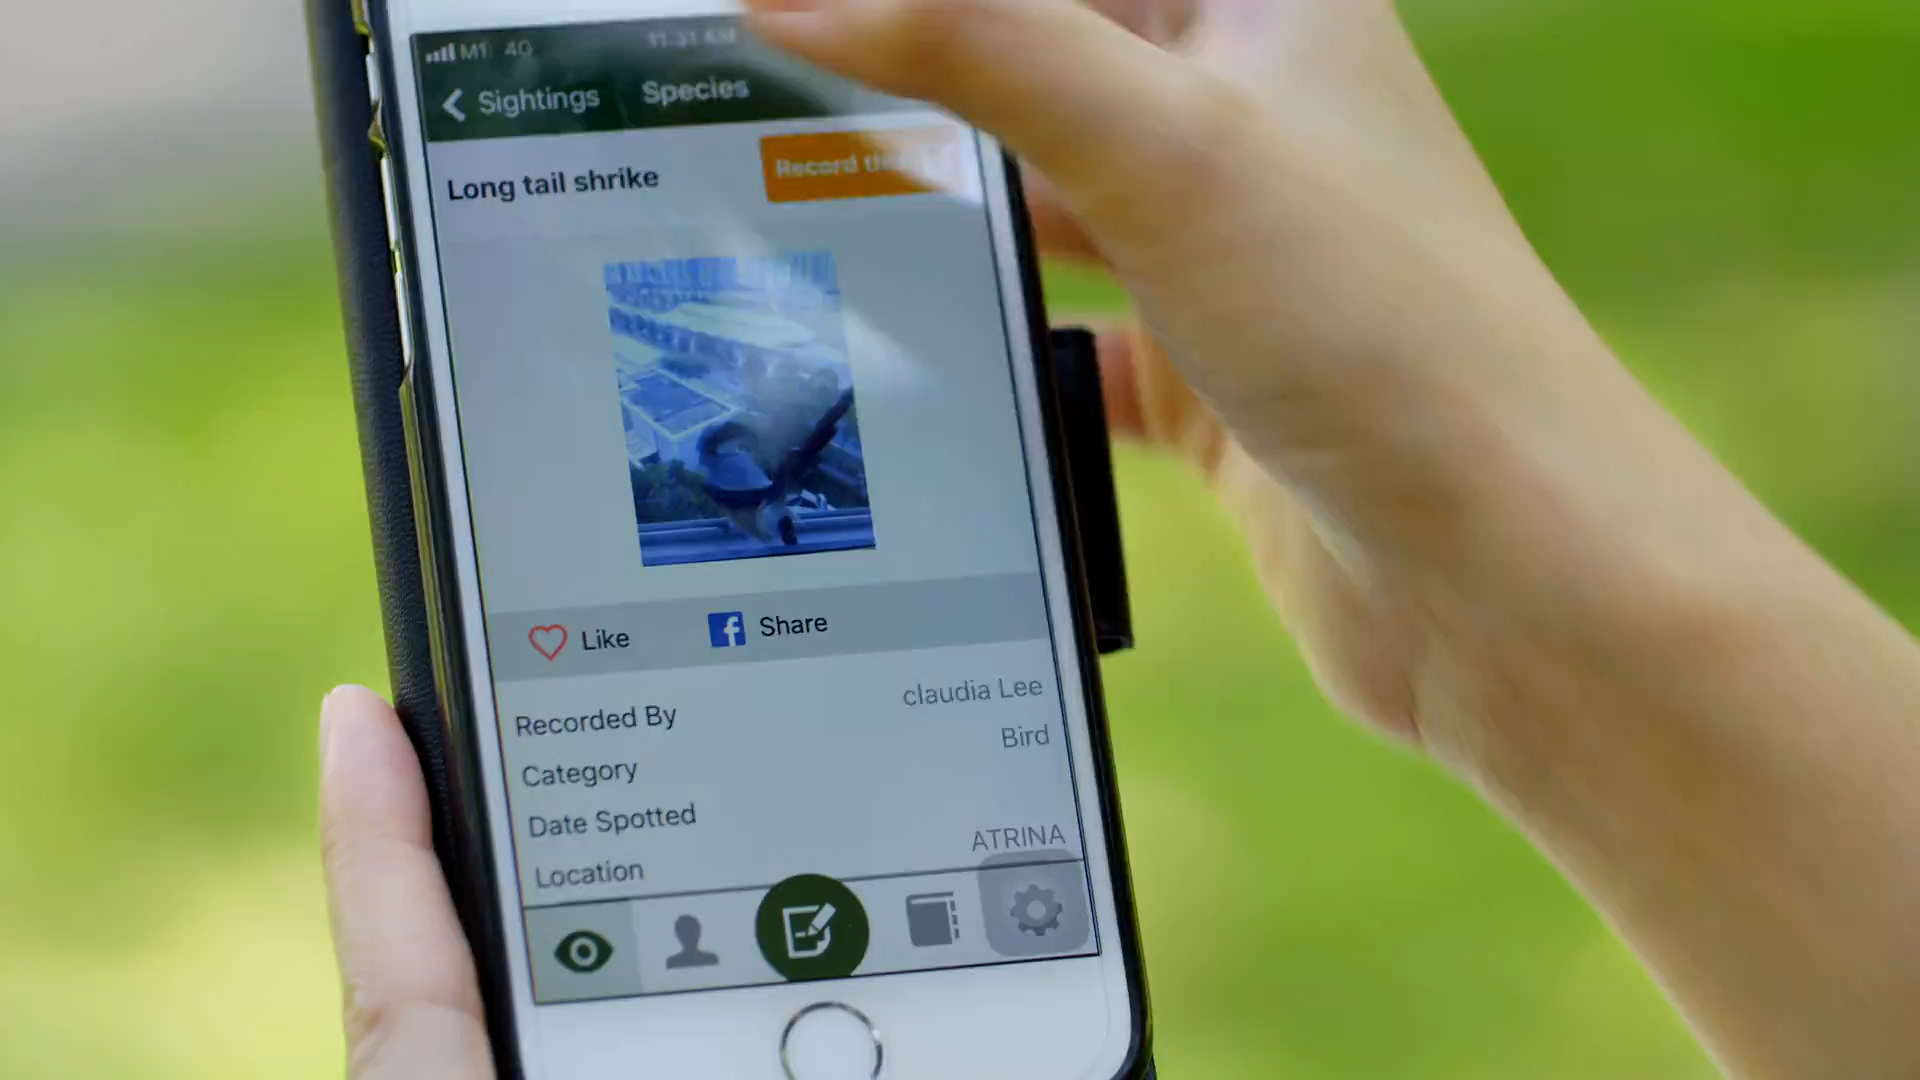 M1 4G 11:31 AM
Sightings Species
Long tail shrike Record
Like Share
Recorded By claudia Lee
Category Bird
Date Spotted
Location ATRINA